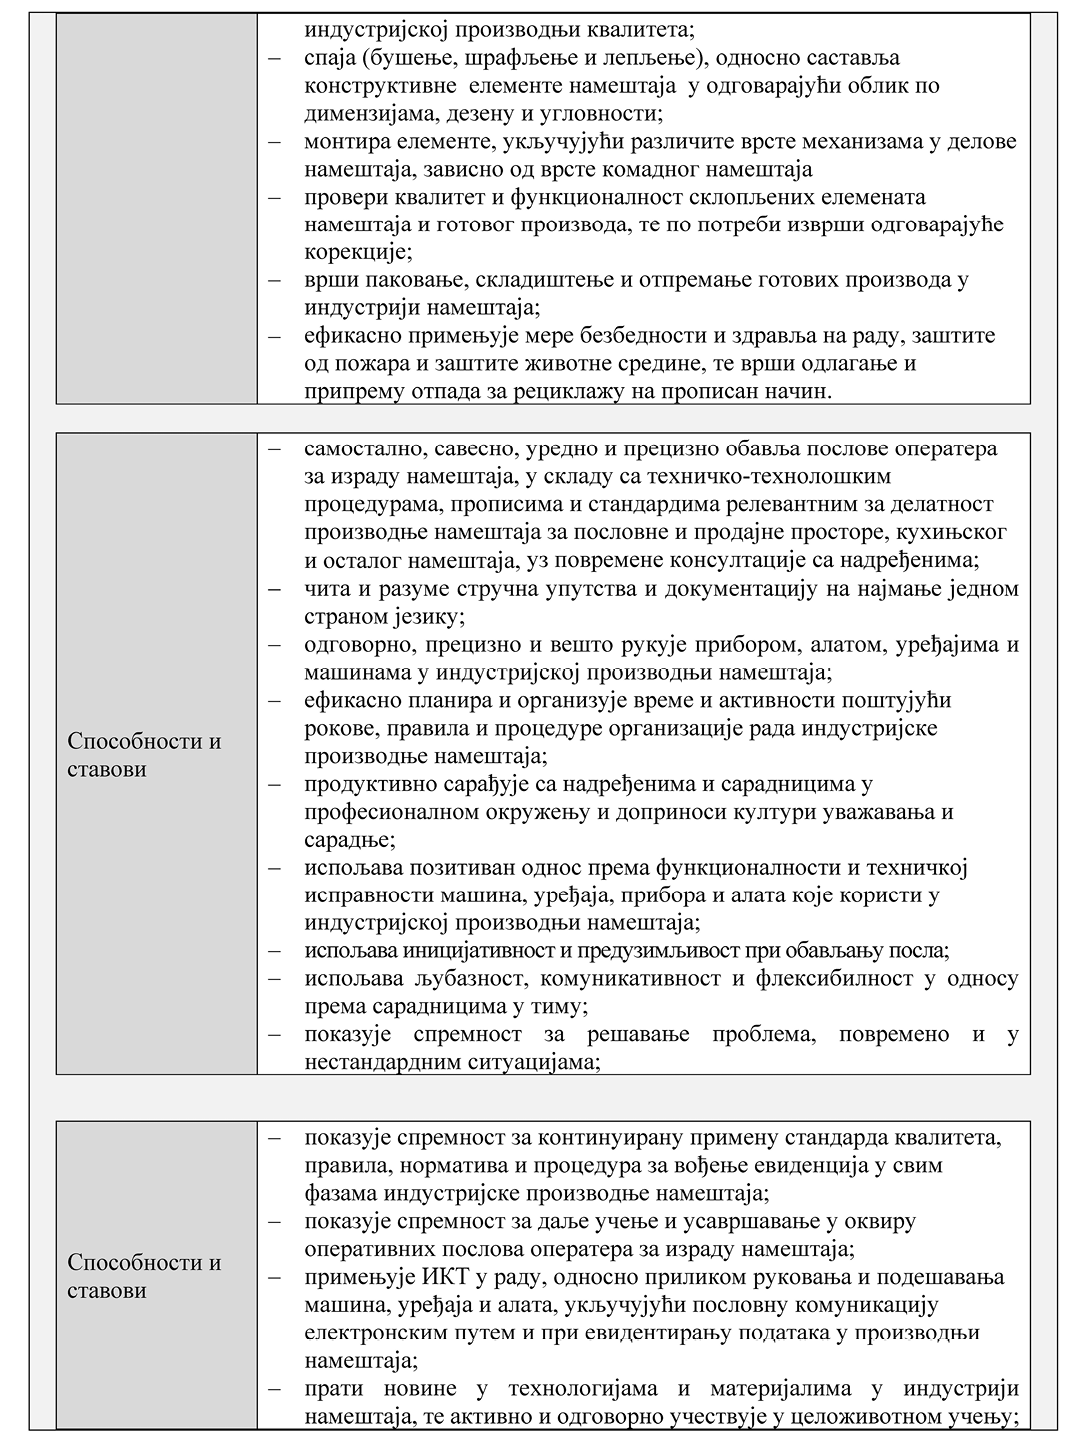 индустријској производњи квалитета;
– спаја (бушење, шрафљење и лепљење), односно саставља
конструктивне елементе намештаја у одговарајући облик по
димензијама, дезену и угловности;
– монтира елементе, укључујући различите врсте механизама у делове
намештаја, зависно од врсте комадног намештаја
– провери квалитет и функционалност склопљених елемената
намештаја и готовог производа, те по потреби изврши одговарајуће
корекције;
– врши паковање, складиштење и отпремање готових производа у
индустрији намештаја;
– ефикасно примењује мере безбедности и здравља на раду, заштите
од пожара и заштите животне средине, те врши одлагање и
припрему отпада за рециклажу на прописан начин.
Способности и
ставови
– самостално, савесно, уредно и прецизно обавља послове оператера
за израду намештаја, у складу са техничко-технолошким
процедурама, прописима и стандардима релевантним за делатност
производње намештаја за пословне и продајне просторе, кухињског
и осталог намештаја, уз повремене консултације са надређенима;
– чита и разуме стручна упутства и документацију на најмање једном
страном језику;
– одговорно, прецизно и вешто рукује прибором, алатом, уређајима и
машинама у индустријској производњи намештаја;
– ефикасно планира и организује време и активности поштујући
рокове, правила и процедуре организације рада индустријске
производње намештаја;
– продуктивно сарађује са надређенима и сарадницима у
професионалном окружењу и доприноси култури уважавања и
сарадње;
– испољава позитиван однос према функционалности и техничкој
исправности машина, уређаја, прибора и алата које користи у
индустријској производњи намештаја;
– испољава иницијативност и предузимљивост при обављању посла;
– испољава љубазност, комуникативност и флексибилност у односу
према сарадницима у тиму;
– показује спремност за решавање проблема, повремено и у
нестандардним ситуацијама;
Способности и
ставови
– показује спремност за континуирану примену стандарда квалитета,
правила, норматива и процедура за вођење евиденција у свим
фазама индустријске производње намештаја;
– показује спремност за даље учење и усавршавање у оквиру
оперативних послова оператера за израду намештаја;
– примењује ИКТ у раду, односно приликом руковања и подешавања
машина, уређаја и алата, укључујући пословну комуникацију
електронским путем и при евидентирању података у производњи
намештаја;
– прати новине у технологијама и материјалима у индустрији
намештаја, те активно и одговорно учествује у целоживотном учењу;